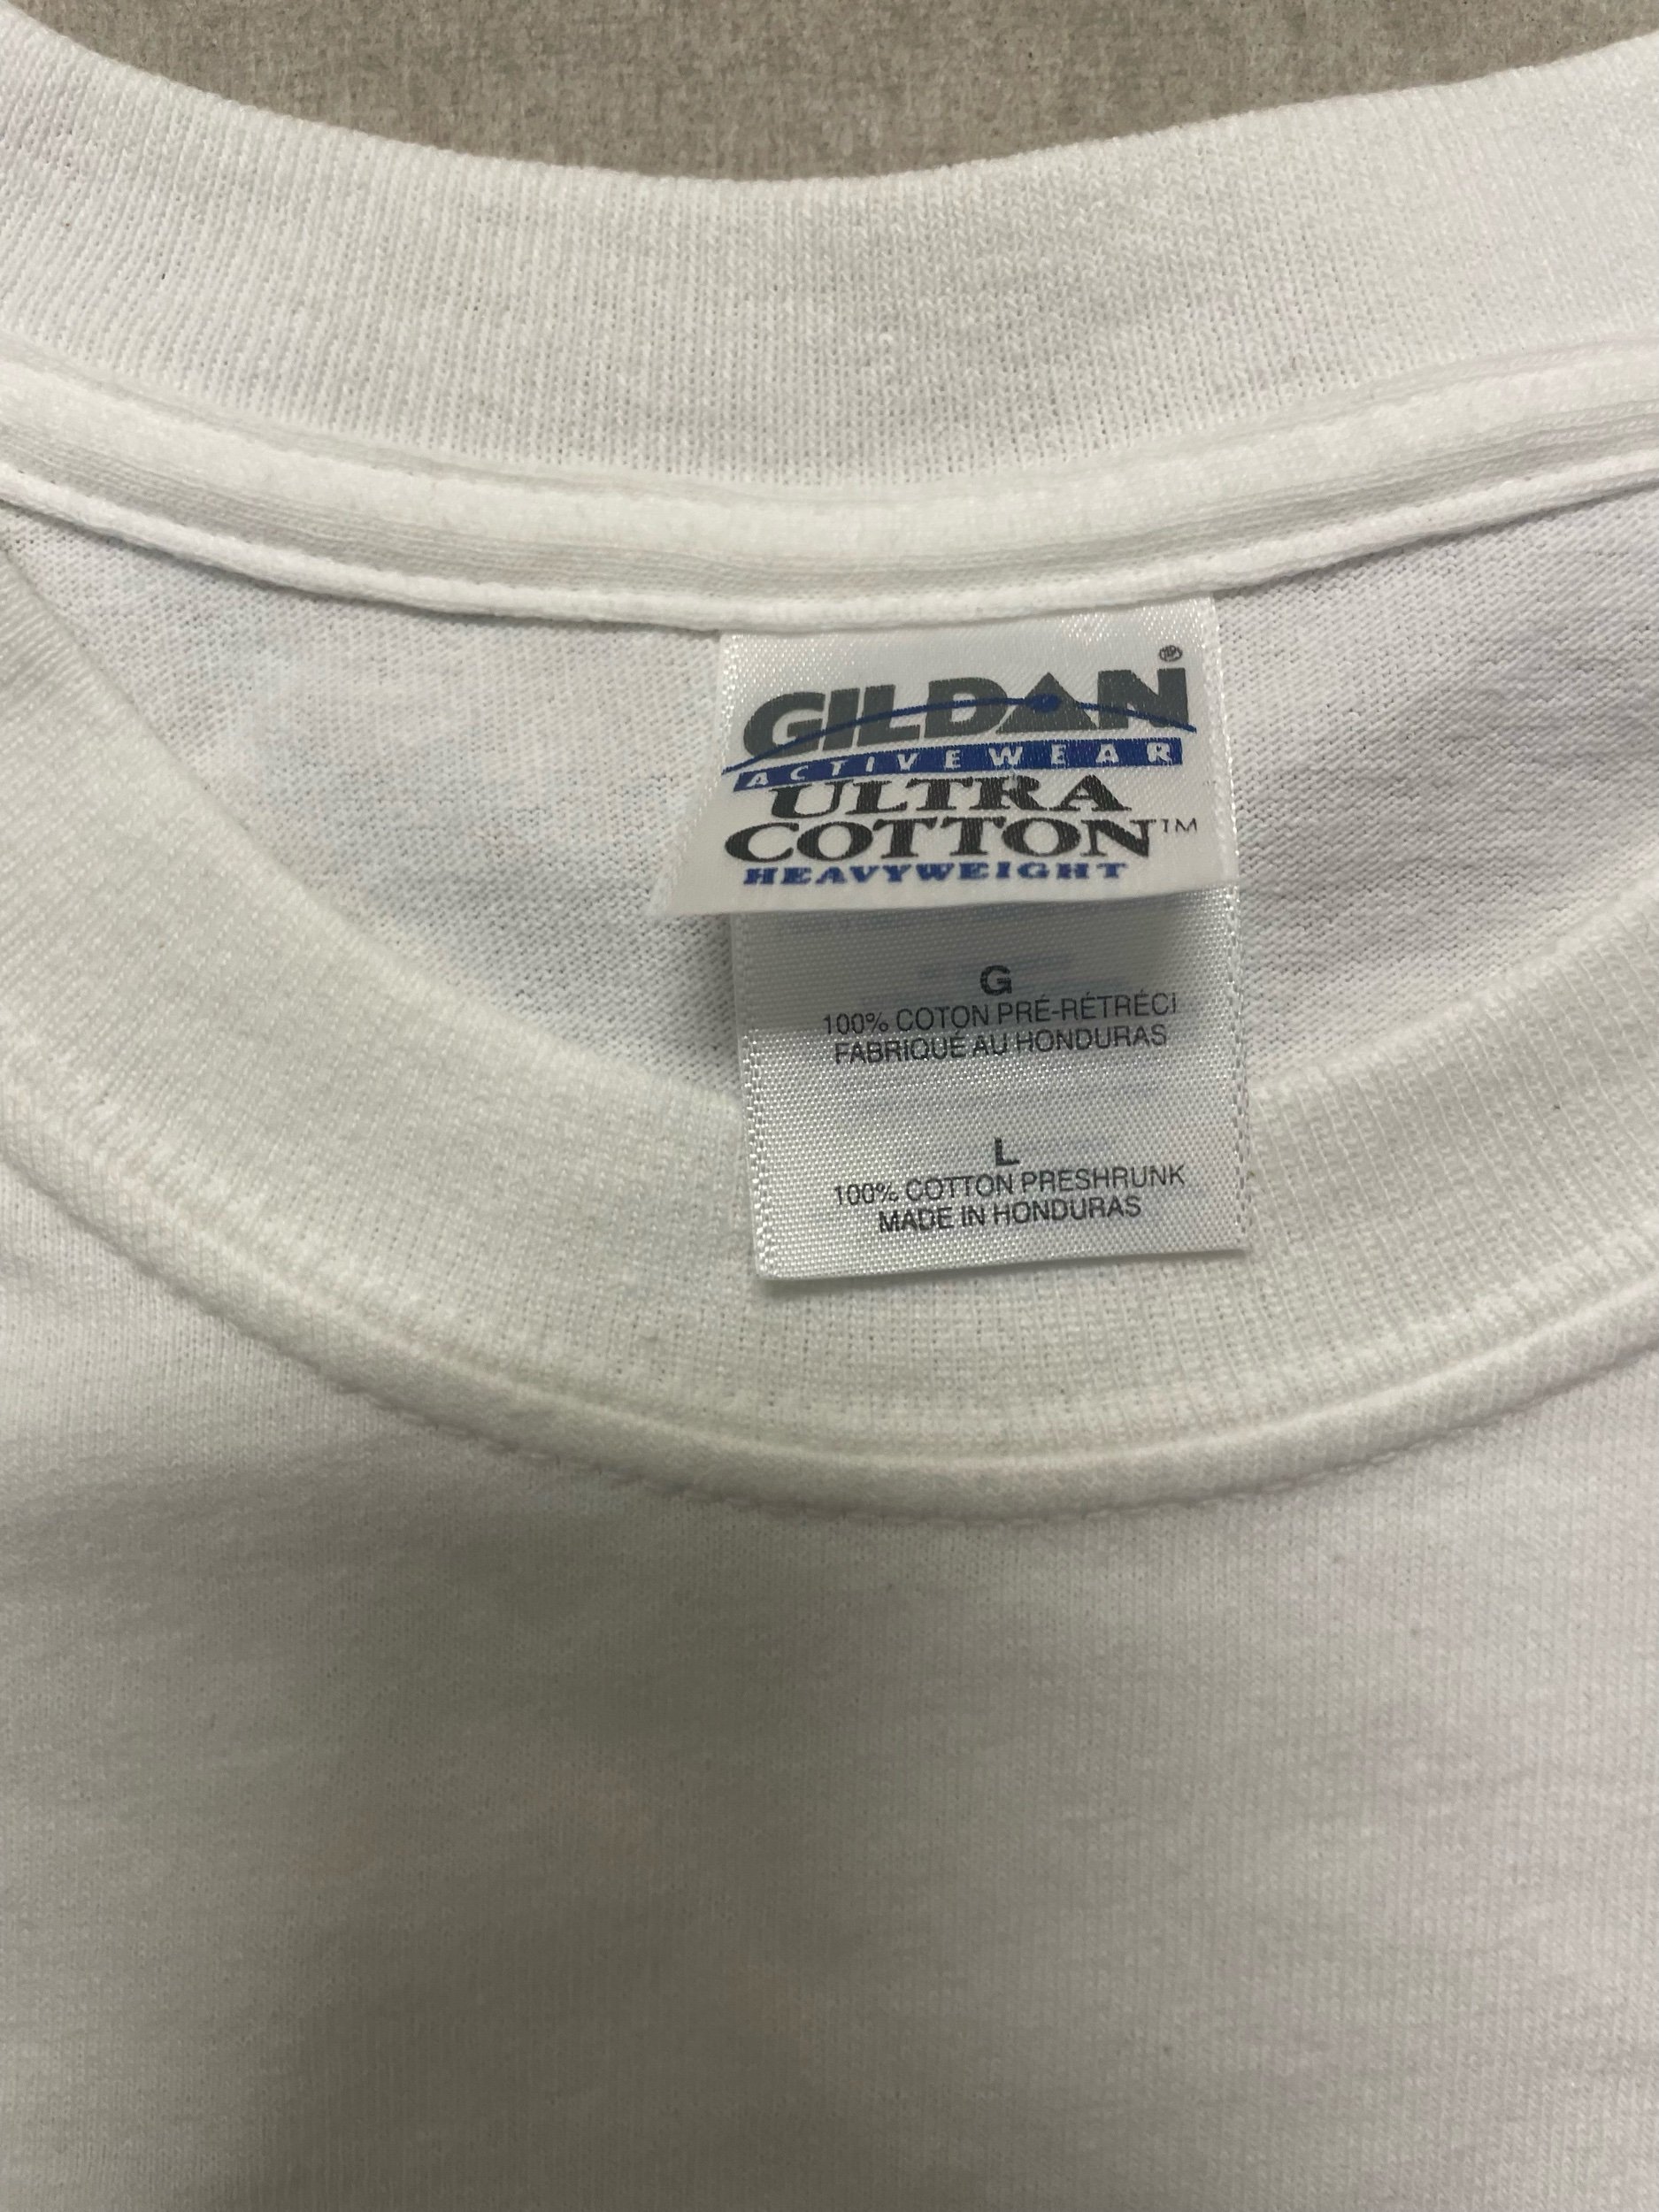 GILDAN®
ACTIVEWEAR
ULTRA
COTTON™
HEAVYWEIGHT
G
100% COTON PRÉ-RÉTRÉCI
FABRIQUÉ AU HONDURAS
L
100% COTTON PRESHRUNK
MADE IN HONDURAS